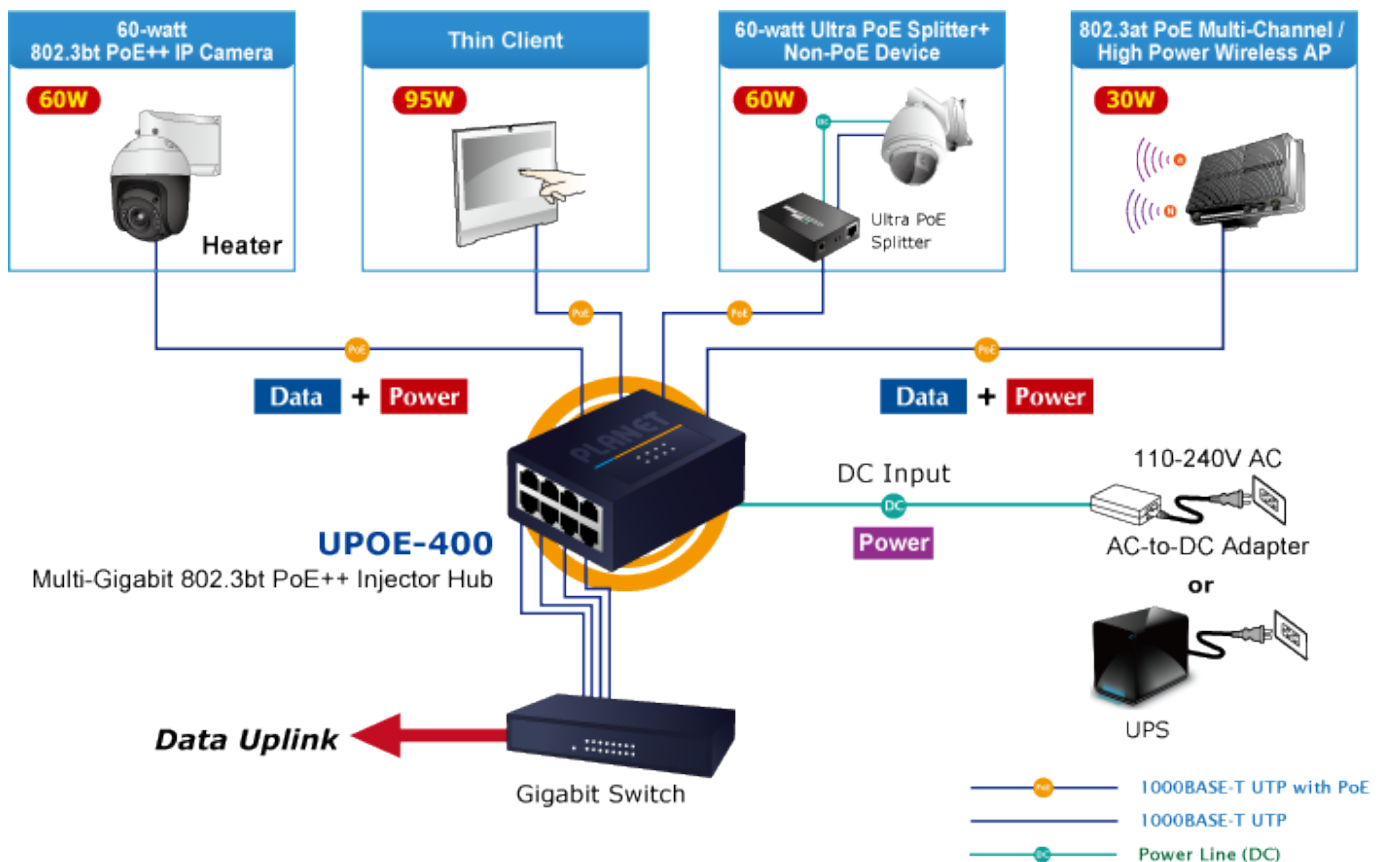 60-watt
802.3bt PoE++ IP Camera
60W
Heater
Thin Client
95W
60-watt Ultra PoE Splitter+
Non-PoE Device
60W
DC
Ultra PoE
Splitter
802.3at PoE Multi-Channel /
High Power Wireless AP
30W
a
N
PoE
PoE
PoE
PoE
Data + Power
Data + Power
PLANET
UPOE-400
Multi-Gigabit 802.3bt PoE++ Injector Hub
DC Input
DC
Power
110-240V AC
AC-to-DC Adapter
or
UPS
Data Uplink
Gigabit Switch
PoE 1000BASE-T UTP with PoE
1000BASE-T UTP
DC Power Line (DC)